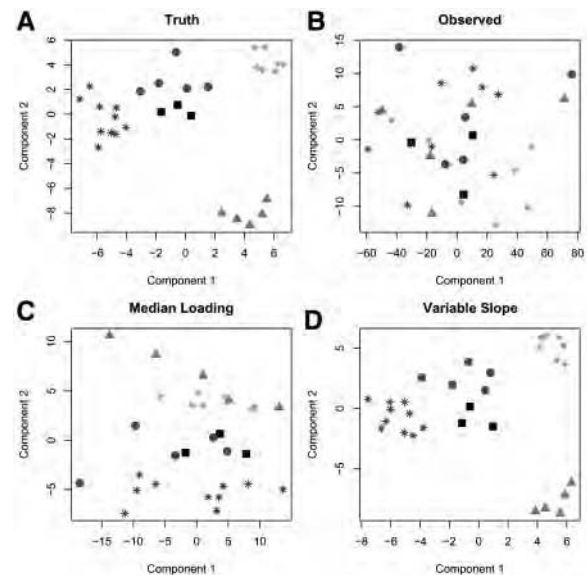 A
Truth
6
4
2
0
-2
-4
-6
-8
Component 2
-6 -4 -2 0 2 4 6
Component 1
B
Observed
15
10
5
0
-5
-10
Component 2
-60 -40 -20 0 20 40 60 80
Component 1
C
Median Loading
10
5
0
-5
Component 2
-15 -10 -5 0 5 10
Component 1
D
Variable Slope
5
0
-5
Component 2
-8 -6 -4 -2 0 2 4 6
Component 1